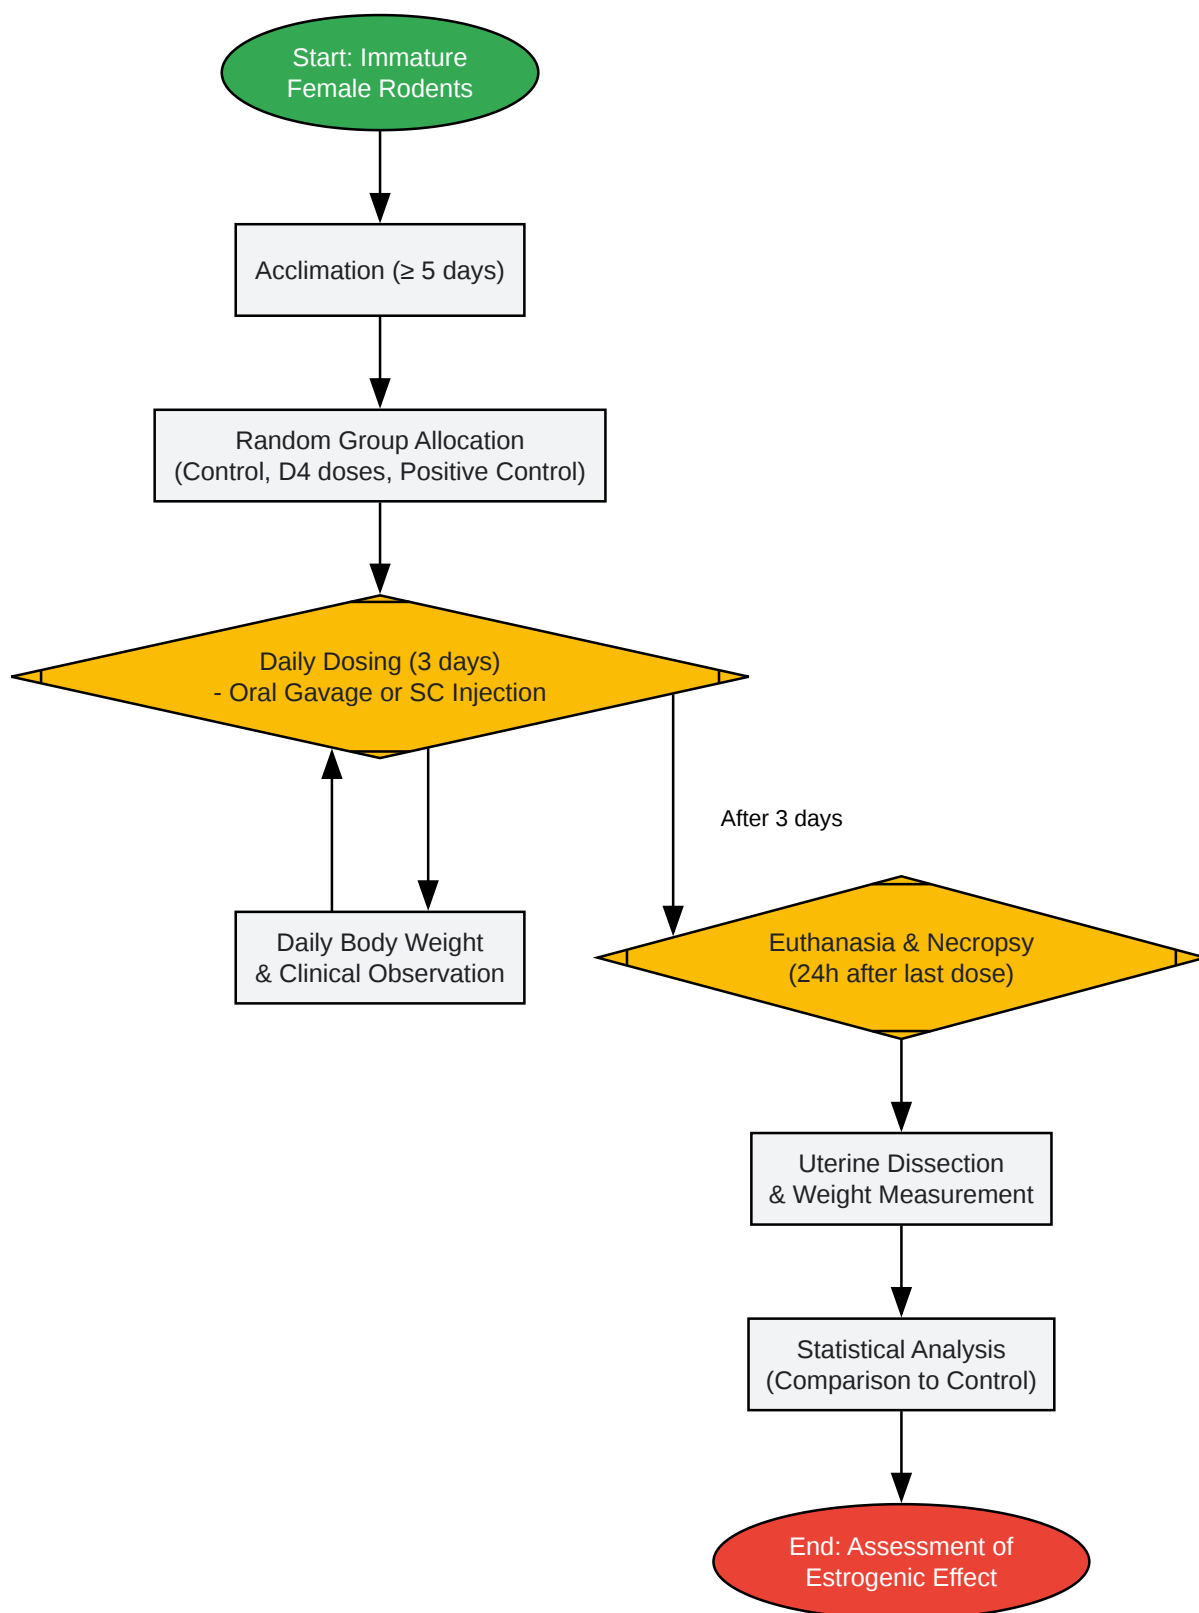 Start: Immature
Female Rodents
Acclimation (≥ 5 days)
Random Group Allocation
(Control, D4 doses, Positive Control)
Daily Dosing (3 days)
- Oral Gavage or SC Injection
After 3 days
Daily Body Weight
& Clinical Observation
Euthanasia & Necropsy
(24h after last dose)
Uterine Dissection
& Weight Measurement
Statistical Analysis
(Comparison to Control)
End: Assessment of
Estrogenic Effect